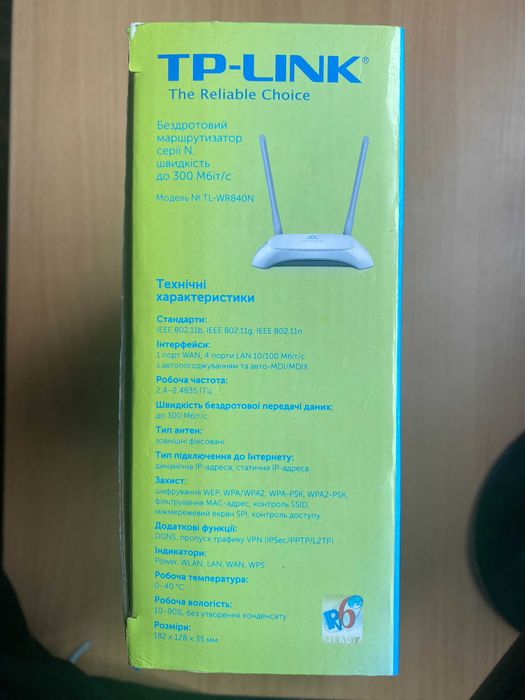 TP-LINK®
The Reliable Choice
Бездротовий
маршрутизатор
серії N,
швидкість
до 300 Мбіт/с
Модель № TL-WR840N
Технічні
характеристики
Стандарти:
IEEE 802.11b, IEEE 802.11g, IEEE 802.11n
Інтерфейси:
1 порт WAN, 4 порти LAN 10/100 Мбіт/с
з автопогоджуванням та авто-MDI/MDIX
Робоча частота:
2,4–2,4835 ГГц
Швидкість бездротової передачі даних:
до 300 Мбіт/с
Тип антен:
зовнішні фіксовані
Тип підключення до Інтернету:
динамічна IP-адреса, статична IP-адреса
Захист:
шифрування WEP, WPA/WPA2, WPA-PSK, WPA2-PSK,
фільтрування MAC-адрес, контроль SSID,
міжмережевий екран SPI, контроль доступу
Додаткові функції:
DDNS, пропуск трафіку VPN (IPSec/PPTP/L2TP)
Індикатори:
Power, WLAN, LAN, WAN, WPS
Робоча температура:
0–40 °C
Робоча вологість:
10–90%, без утворення конденсату
Розміри:
182 × 128 × 35 мм
IPv6
READY